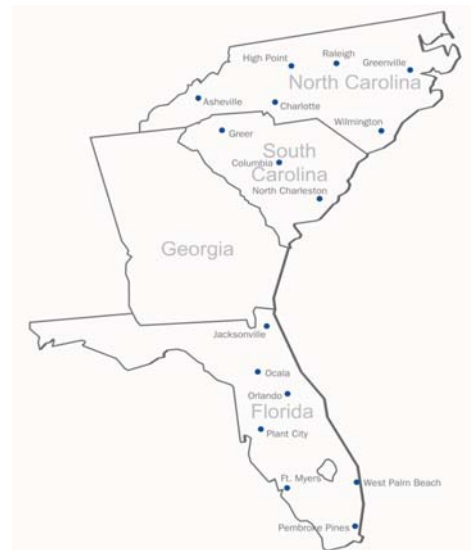 Raleigh
High Point
Greenville
North Carolina
Asheville
Charlotte
Wilmington
Greer
South
Columbia
Carolina
North Charleston
Georgia
Jacksonville
Ocala
Orlando
Florida
Plant City
Ft. Myers
West Palm Beach
Pembroke Pines